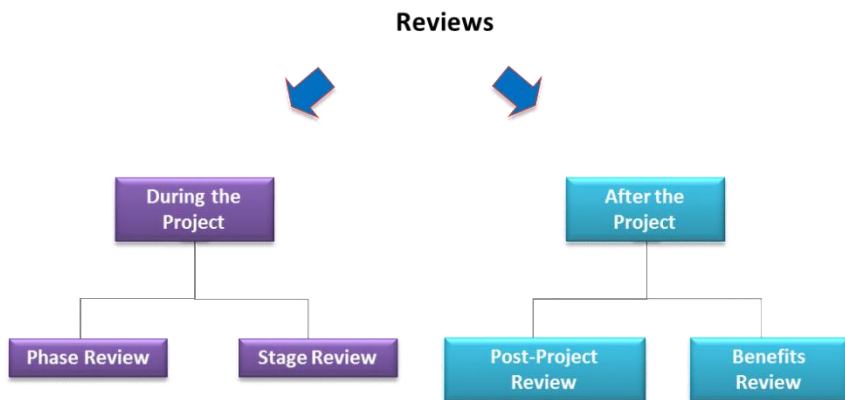 Reviews
During the
Project
After the
Project
Phase Review
Stage Review
Post-Project
Review
Benefits
Review